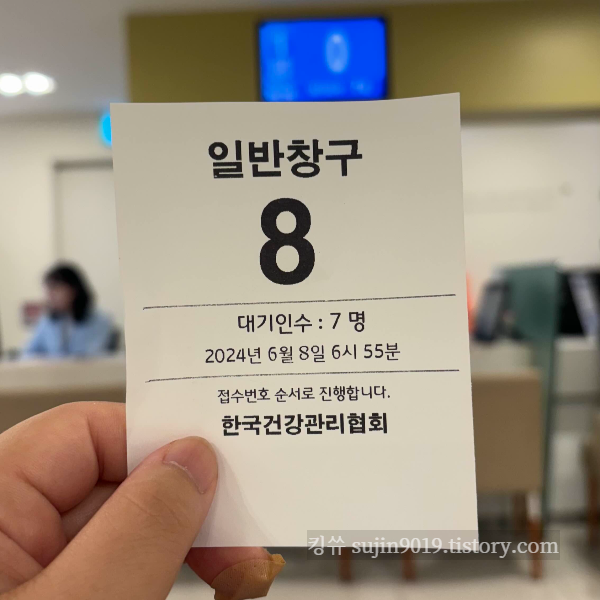 일반창구
8
대기인수 : 7 명
2024년 6월 8일 6시 55분
접수번호 순서로 진행합니다.
한국건강관리협회
킹쓔 sujin9019.tistory.com